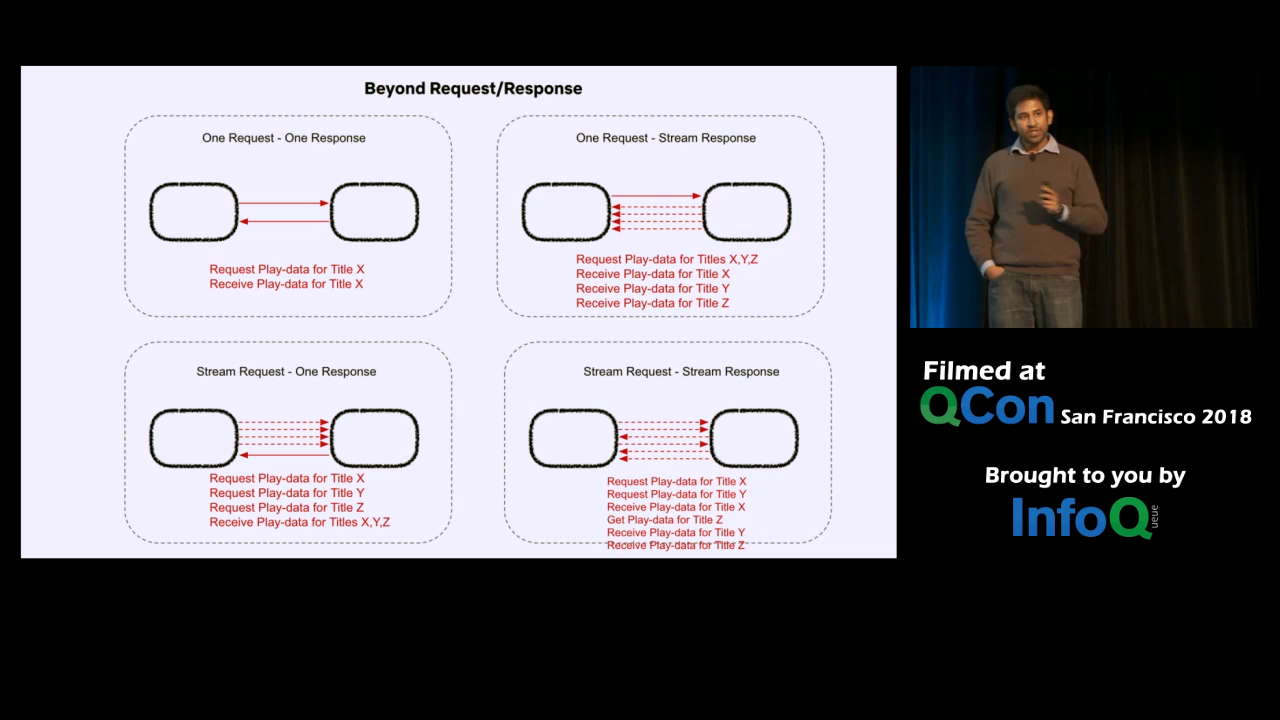 Beyond Request/Response
One Request - One Response
Request Play-data for Title X
Receive Play-data for Title X
One Request - Stream Response
Request Play-data for Titles X,Y,Z
Receive Play-data for Title X
Receive Play-data for Title Y
Receive Play-data for Title Z
Stream Request - One Response
Request Play-data for Title X
Request Play-data for Title Y
Request Play-data for Title Z
Receive Play-data for Titles X,Y,Z
Stream Request - Stream Response
Request Play-data for Title X
Request Play-data for Title Y
Receive Play-data for Title X
Get Play-data for Title Z
Receive Play-data for Title Y
Receive Play-data for Title Z
Filmed at
QCon San Francisco 2018
Brought to you by
InfoQueue